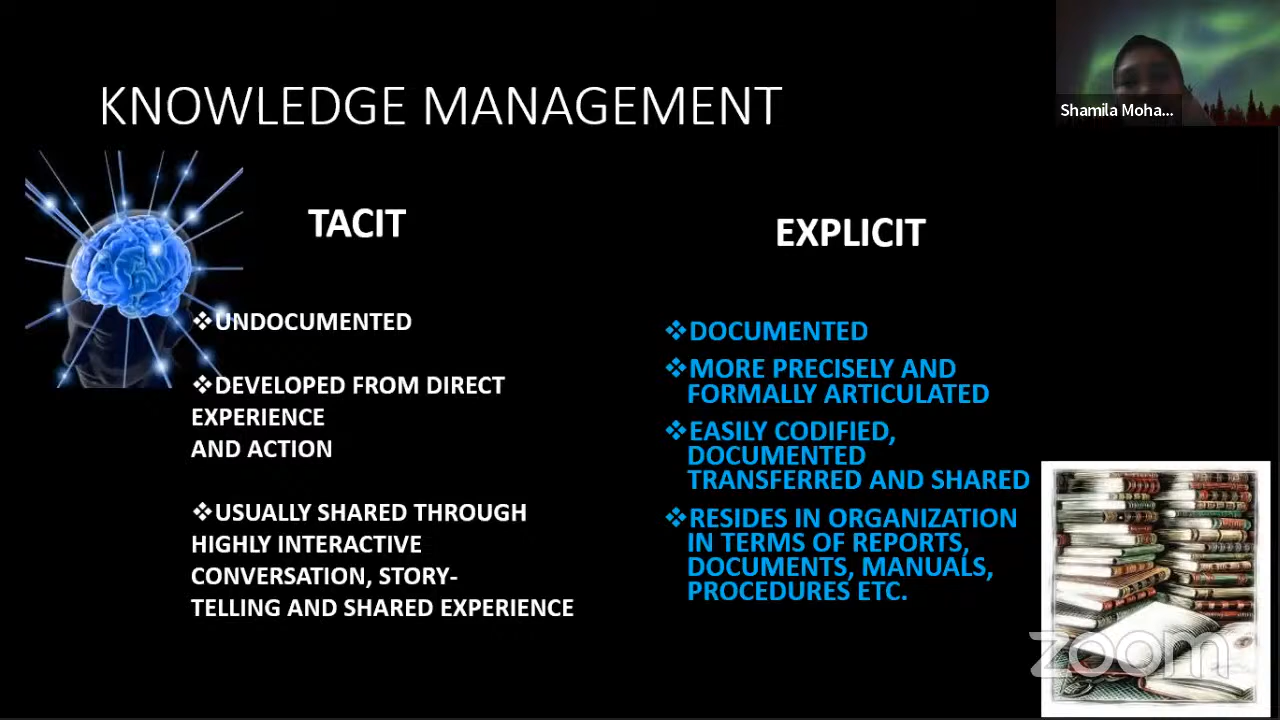 KNOWLEDGE MANAGEMENT
Shamila Moha...
TACIT
❖UNDOCUMENTED
❖DEVELOPED FROM DIRECT
EXPERIENCE
AND ACTION
❖USUALLY SHARED THROUGH
HIGHLY INTERACTIVE
CONVERSATION, STORY-
TELLING AND SHARED EXPERIENCE
EXPLICIT
❖DOCUMENTED
❖MORE PRECISELY AND
FORMALLY ARTICULATED
❖EASILY CODIFIED,
DOCUMENTED
TRANSFERRED AND SHARED
❖RESIDES IN ORGANIZATION
IN TERMS OF REPORTS,
DOCUMENTS, MANUALS,
PROCEDURES ETC.
zoom